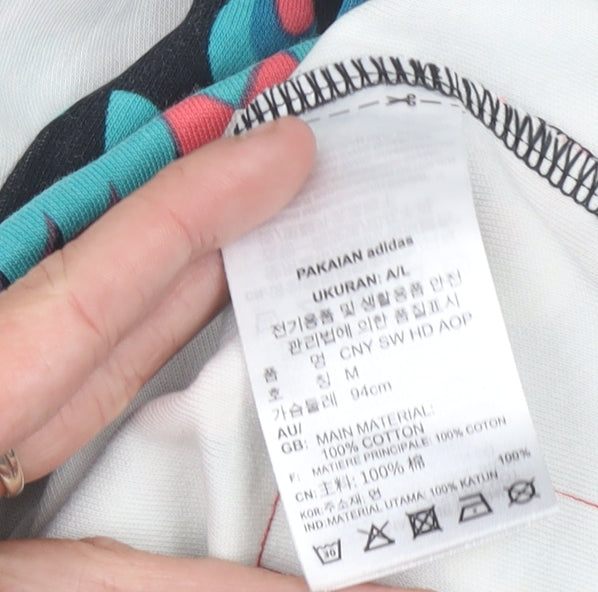 PAKAIAN adidas
UKURAN: A/L
전기용품 및 생활용품 안전
관리법에 의한 품질표시
품 명 CNY SW HD AOP
호 칭 M
가슴둘레 94cm
AU/
GB: MAIN MATERIAL:
100% COTTON
F: MATIERE PRINCIPALE: 100% COTON
CN: 主料: 100% 棉
KOR: 주소재: 면 100%
IND: MATERIAL UTAMA: 100% KATUN